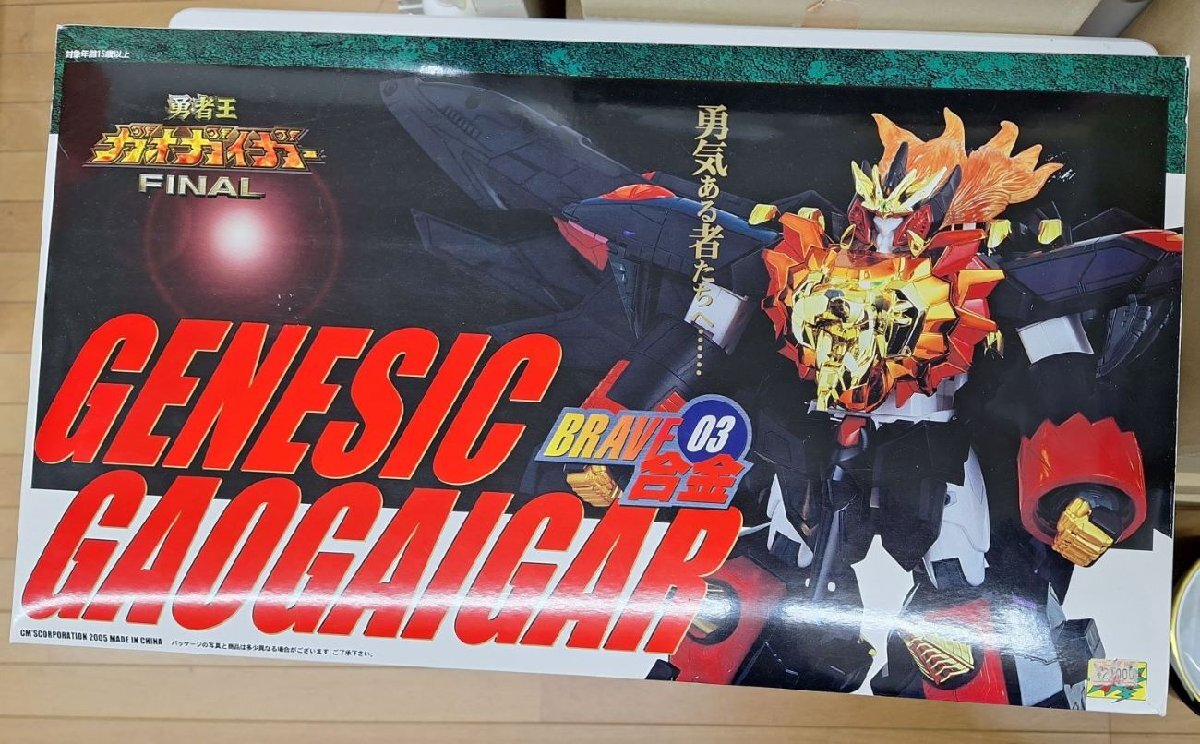 対象年齢15歳以上
勇者王
ガオガイガー
FINAL
勇気ある者たちへ……
GENESIC
GAOGAIGAR
BRAVE 03
合金
CM'SCORPORATION 2005 MADE IN CHINA
パッケージの写真と商品は多少異なる場合がございます ご了承下さい。